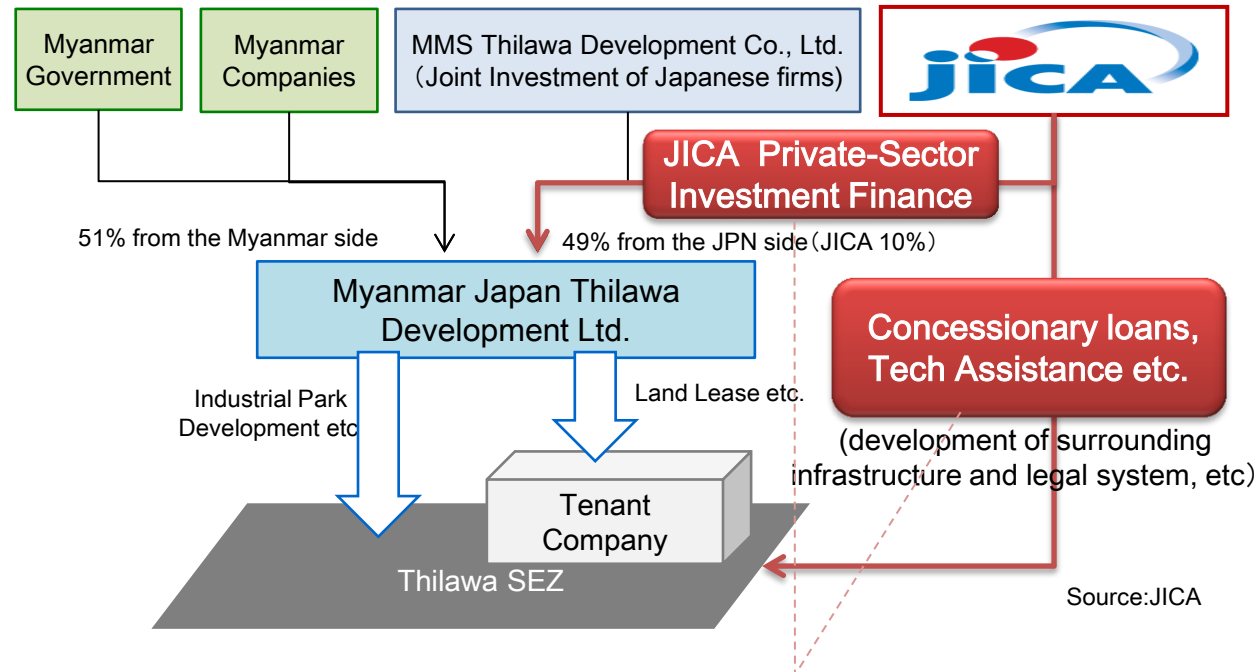 Myanmar
Government
Myanmar
Companies
MMS Thilawa Development Co., Ltd.
（Joint Investment of Japanese firms)
jICA
JICA  Private-Sector
Investment Finance
51% from the Myanmar side
49% from the JPN side（JICA 10%）
Myanmar Japan Thilawa
Development Ltd.
Concessionary loans,
Tech Assistance etc.
Industrial Park
Development etc
Land Lease etc.
(development of surrounding
infrastructure and legal system, etc）
Tenant
Company
Thilawa SEZ
Source:JICA